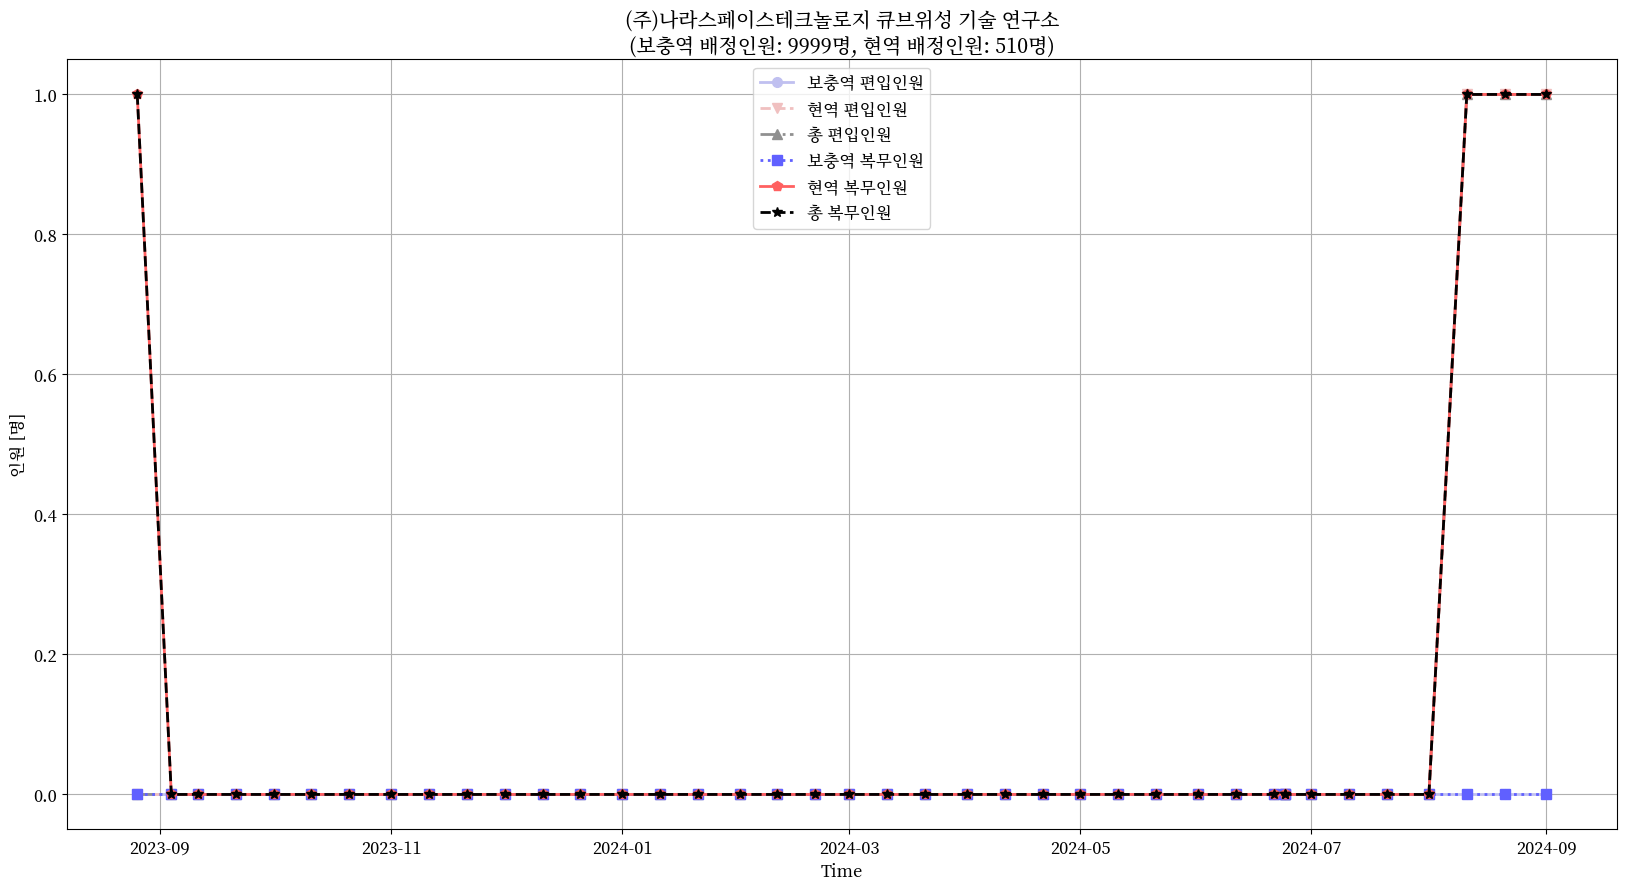 (주)나라스페이스테크놀로지 큐브위성 기술 연구소
(보충역 배정인원: 9999명, 현역 배정인원: 510명)
보충역 편입인원
현역 편입인원
총 편입인원
보충역 복무인원
현역 복무인원
총 복무인원
1.0
0.8
0.6
0.4
0.2
0.0
인원 [명]
2023-09
2023-11
2024-01
2024-03
2024-05
2024-07
2024-09
Time